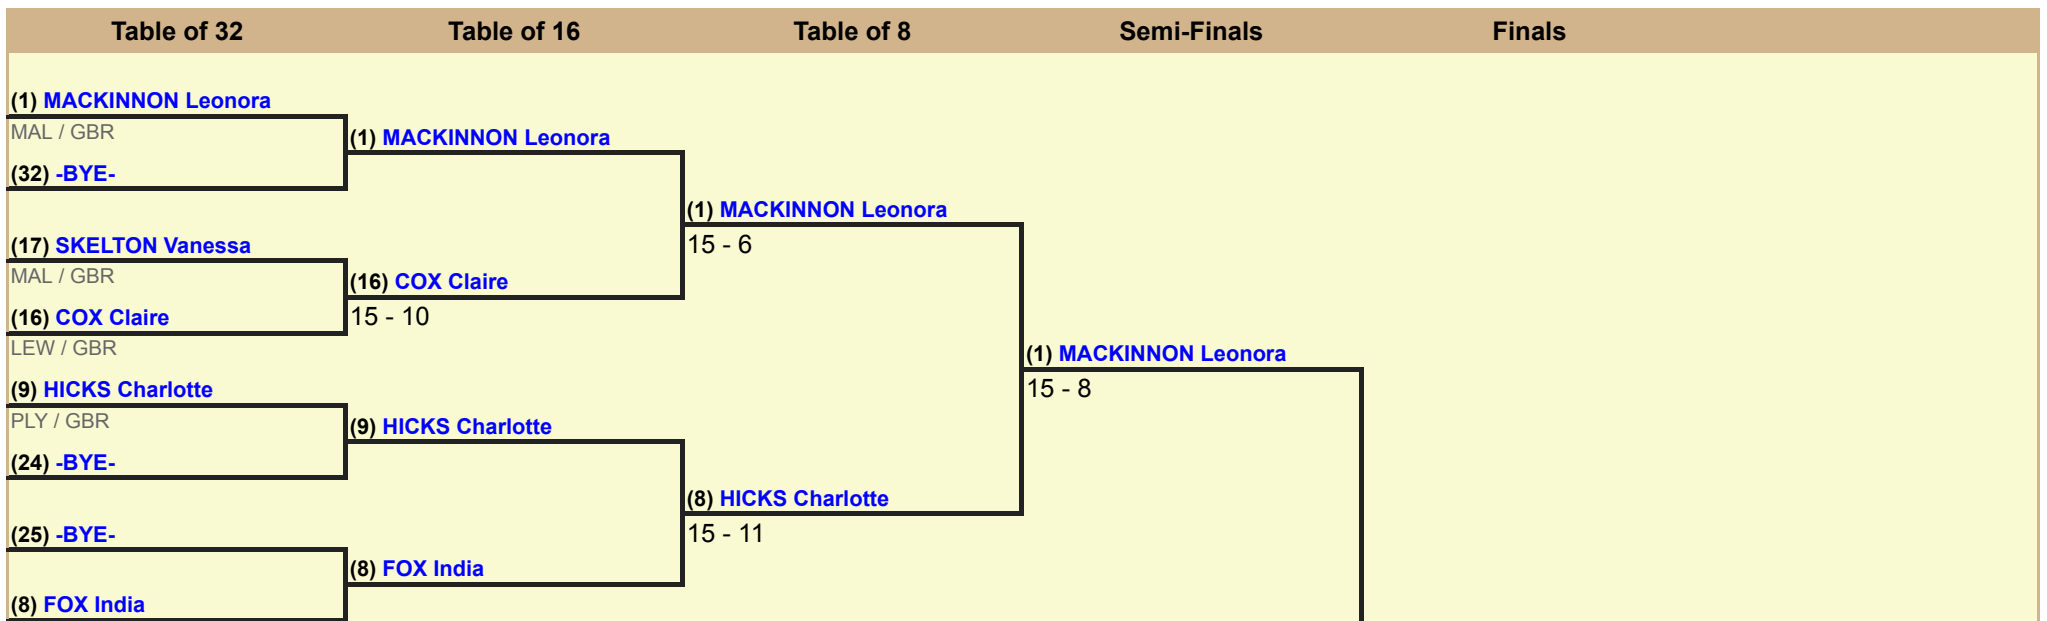 Table of 32 Table of 16 Table of 8 Semi-Finals Finals
(1) MACKINNON Leonora
MAL / GBR
(1) MACKINNON Leonora
(32) -BYE-
(1) MACKINNON Leonora
(17) SKELTON Vanessa
15 - 6
MAL / GBR
(16) COX Claire
(16) COX Claire
15 - 10
LEW / GBR
(1) MACKINNON Leonora
(9) HICKS Charlotte
15 - 8
PLY / GBR
(9) HICKS Charlotte
(24) -BYE-
(8) HICKS Charlotte
(25) -BYE-
15 - 11
(8) FOX India
(8) FOX India